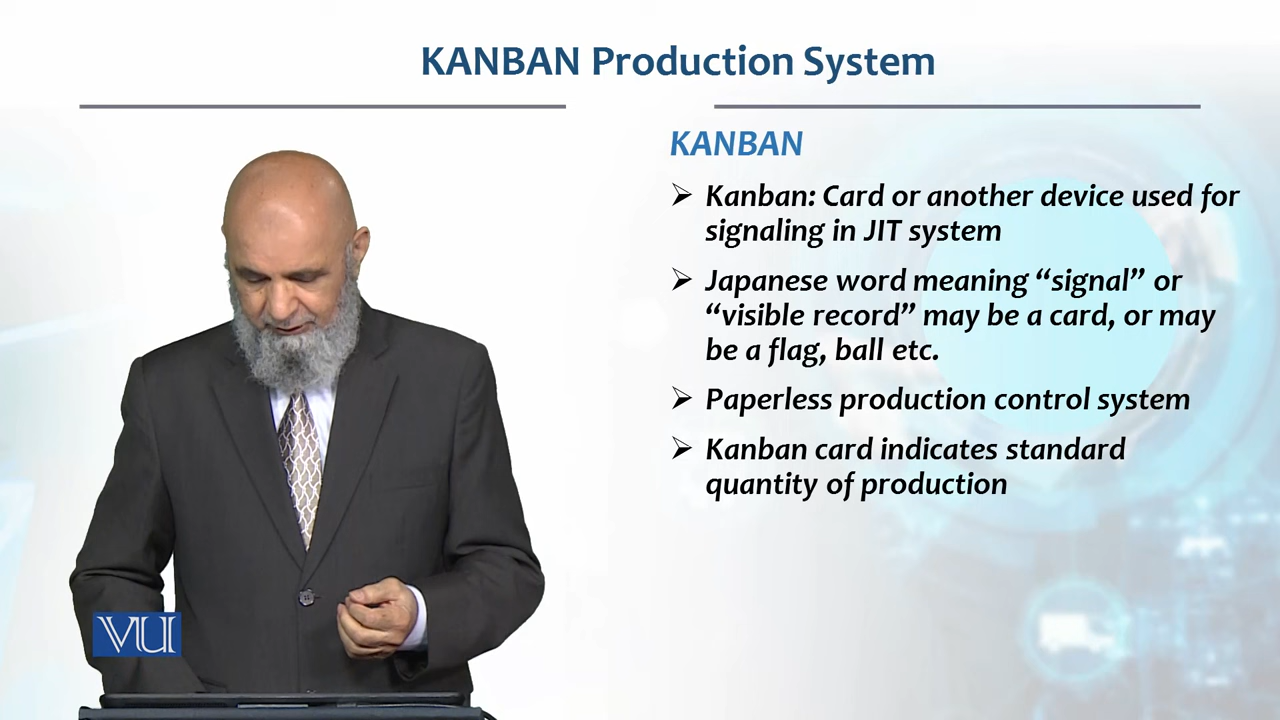 KANBAN Production System
KANBAN
➢ Kanban: Card or another device used for
signaling in JIT system
➢ Japanese word meaning “signal” or
“visible record” may be a card, or may
be a flag, ball etc.
➢ Paperless production control system
➢ Kanban card indicates standard
quantity of production
VU